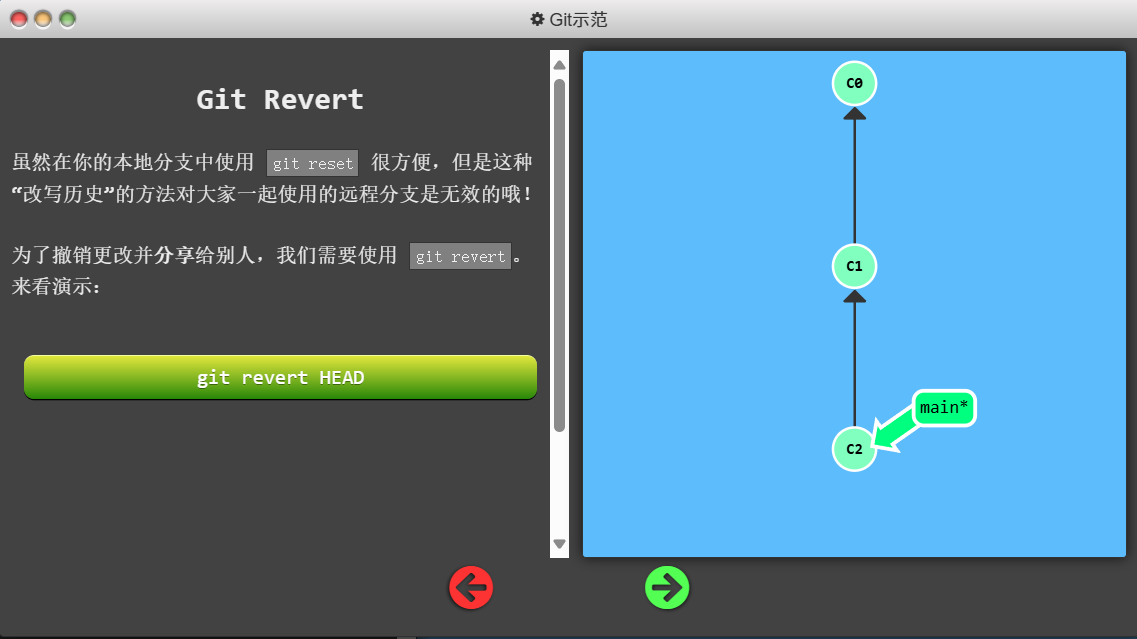 Git示范
Git Revert
虽然在你的本地分支中使用 git reset 很方便，但是这种
“改写历史”的方法对大家一起使用的远程分支是无效的哦！
为了撤销更改并分享给别人，我们需要使用 git revert。
来看演示：
git revert HEAD
C0
C1
main*
C2